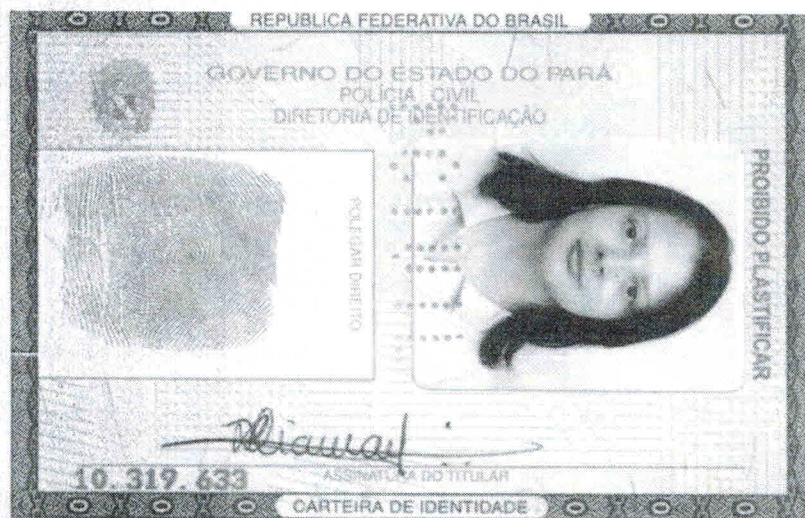 REPUBLICA FEDERATIVA DO BRASIL
GOVERNO DO ESTADO DO PARÁ
POLÍCIA CIVIL
DIRETORIA DE IDENTIFICAÇÃO
POLEGAR DIREITO
PROIBIDO PLASTIFICAR
10.319.633
ASSINATURA DO TITULAR
CARTEIRA DE IDENTIDADE